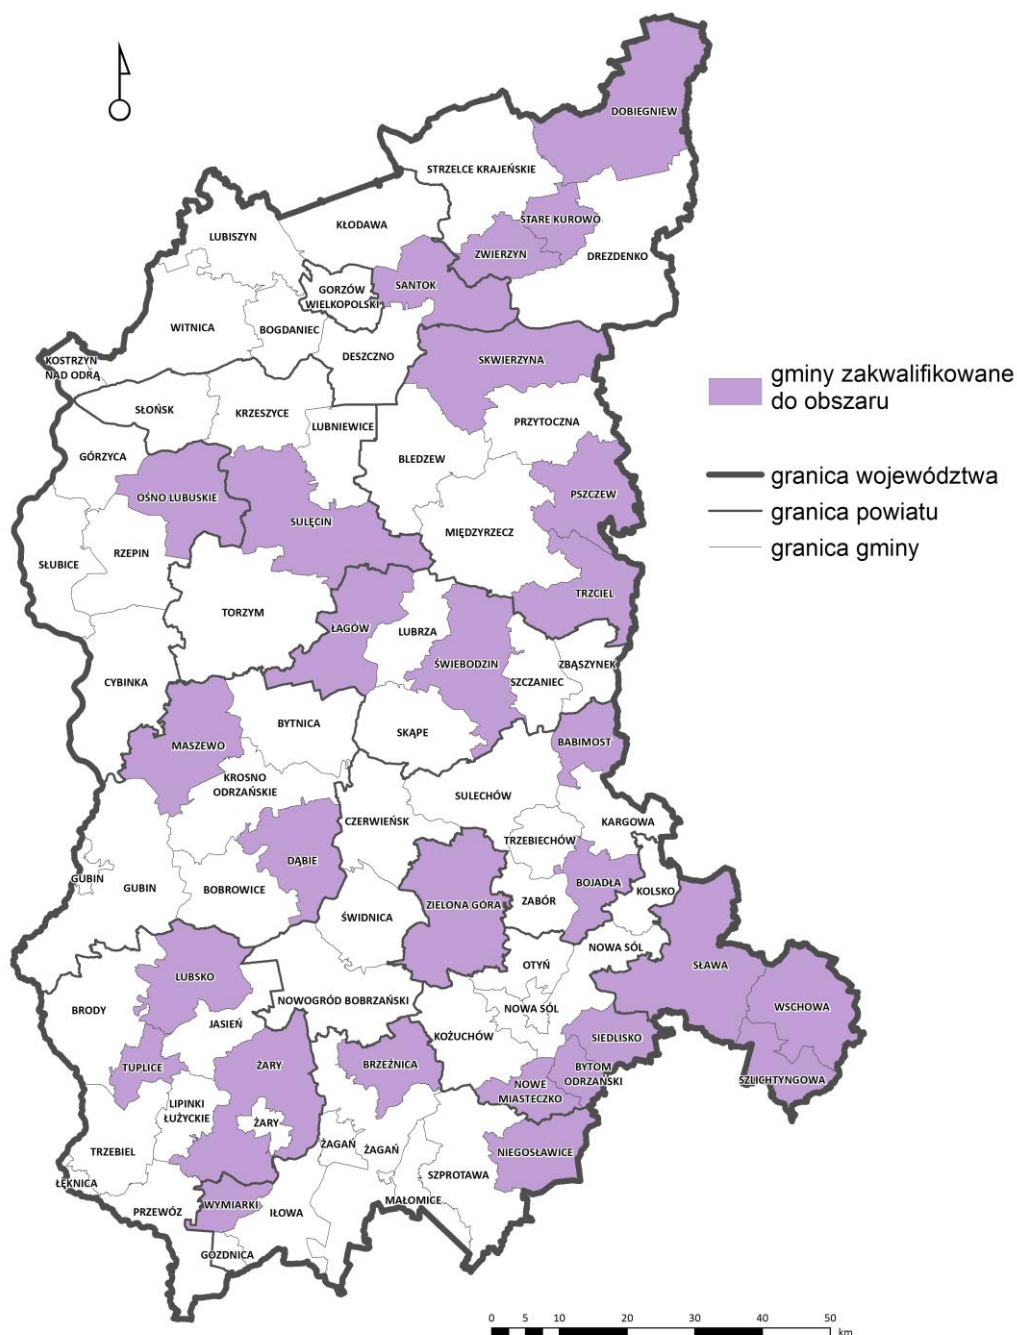 DOBIEGNIEW
STRZELCE KRAJEŃSKIE
STARE KUROWO
KŁODAWA
LUBISZYN
ZWIERZYN
DREZDENKO
SANTOK
GORZÓW
WIELKOPOLSKI
WITNICA
BOGDANIEC
DESZCZNO
SKWIERZYNA
KOSTRZYN
NAD ODRĄ
gminy zakwalifikowane
do obszaru
SŁOŃSK
KRZESZYCE
LUBNIEWICE
PRZYTOCZNA
GÓRZYCA
BLEDZEW
granica województwa
OŚNO LUBUSKIE
PSZCZEW
granica powiatu
SULĘCIN
MIĘDZYRZECZ
granica gminy
RZEPIN
SŁUBICE
TRZCIEL
TORZYM
ŁAGÓW
LUBRZA
ŚWIEBODZIN
ZBĄSZYNEK
SZCZANIEC
CYBINKA
BYTNICA
SKĄPE
MASZEWO
BABIMOST
KROSNO
ODRZAŃSKIE
SULECHÓW
CZERWIEŃSK
KARGOWA
TRZEBIECHÓW
DĄBIE
GUBIN
GUBIN
BOBROWICE
BOJADŁA
KOLSKO
ZIELONA GÓRA
ZABÓR
ŚWIDNICA
NOWA SÓL
OTYŃ
SŁAWA
LUBSKO
NOWOGRÓD BOBRZAŃSKI
NOWA SÓL
WSCHOWA
BRODY
JASIEŃ
KOŻUCHÓW
SIEDLISKO
TUPLICE
ŻARY
BRZEŹNICA
BYTOM
ODRZAŃSKI
NOWE
MIASTECZKO
SZLICHTYNGOWA
LIPINKI
ŁUŻYCKIE
ŻARY
ŻAGAŃ
ŻAGAŃ
TRZEBIEL
NIEGOSŁAWICE
SZPROTAWA
ŁĘKNICA
PRZEWÓZ
WYMIARKI
IŁOWA
MAŁOMICE
GOZDNICA
0 5 10 20 30 40 50
km